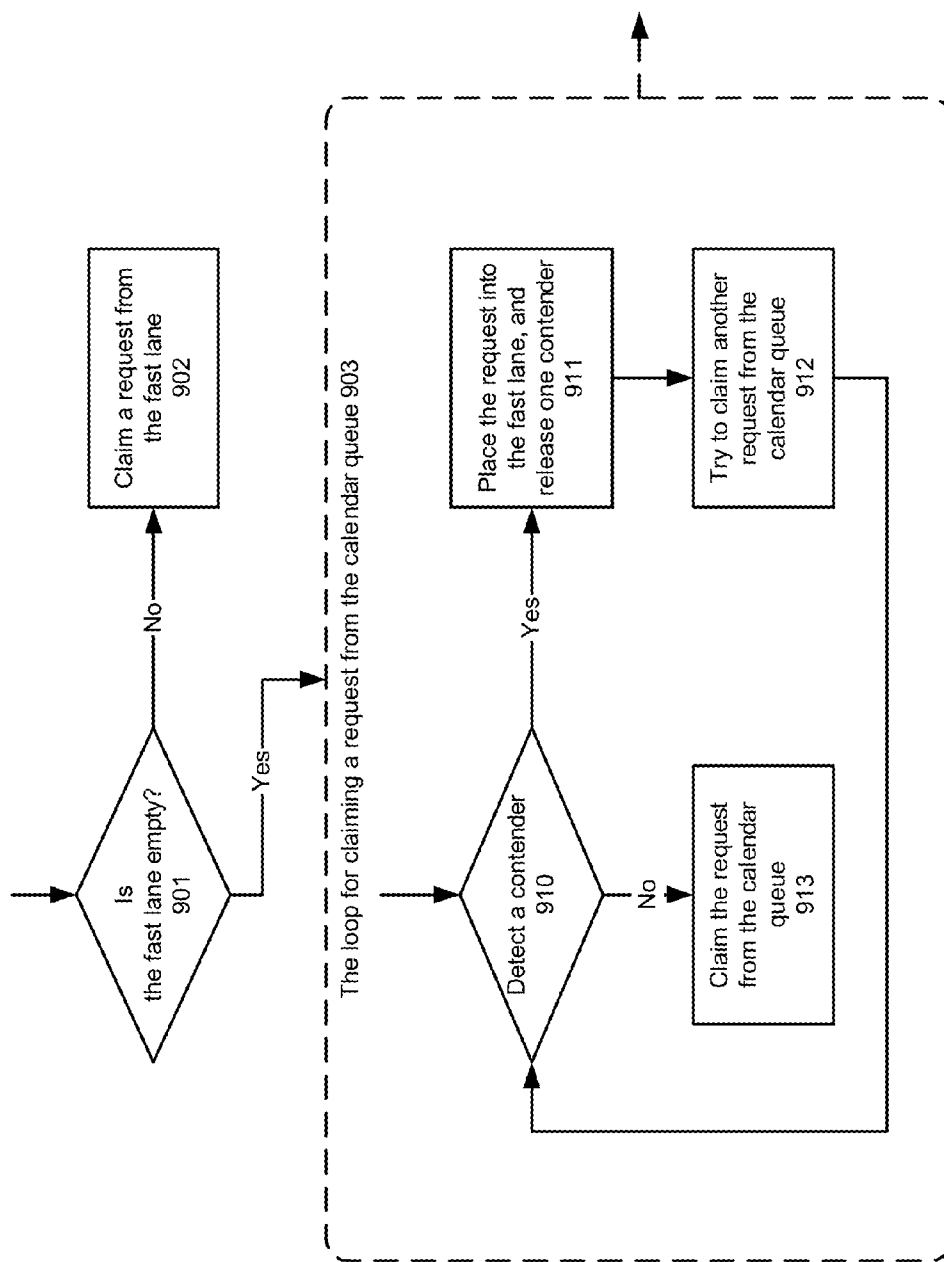 Is
the fast lane empty?
901
No
Claim a request from
the fast lane
902
Yes
The loop for claiming a request from the calendar queue 903
Detect a contender
910
Yes
Place the request into
the fast lane, and
release one contender
911
No
Claim the request
from the calendar
queue
913
Try to claim another
request from the
calendar queue
912